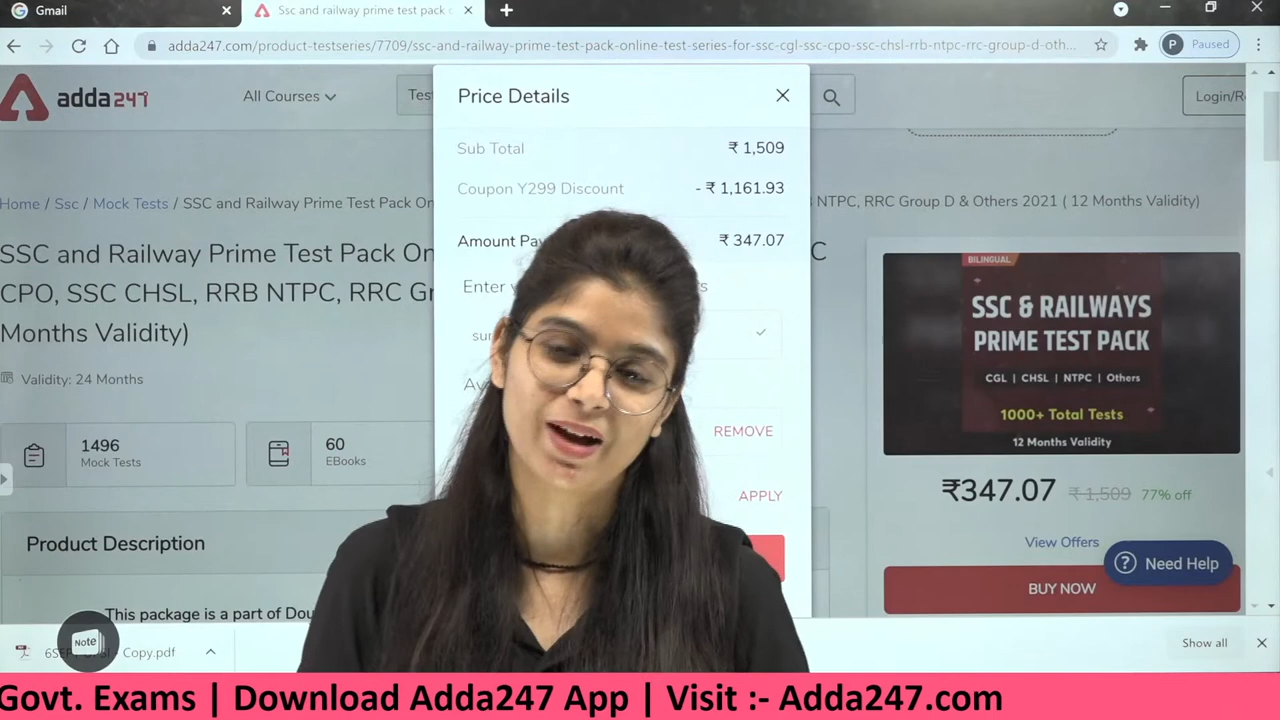 Gmail
Ssc and railway prime test pack
adda247.com/product-testseries/7709/ssc-and-railway-prime-test-pack-online-test-series-for-ssc-cgl-ssc-cpo-ssc-chsl-rrb-ntpc-rrc-group-d-oth...
P Paused
adda247
All Courses
Login/R
Price Details
Sub Total ₹ 1,509
Coupon Y299 Discount - ₹ 1,161.93
Amount Pay ₹ 347.07
Enter
REMOVE
APPLY
Home / Ssc / Mock Tests / SSC and Railway Prime Test Pack On
NTPC, RRC Group D & Others 2021 ( 12 Months Validity)
SSC and Railway Prime Test Pack On
C
CPO, SSC CHSL, RRB NTPC, RRC Gr
Months Validity)
Validity: 24 Months
1496
Mock Tests
60
EBooks
Product Description
This package is a part of Dou
BILINGUAL
SSC & RAILWAYS
PRIME TEST PACK
CGL | CHSL | NTPC | Others
1000+ Total Tests
12 Months Validity
₹347.07 ₹ 1,509 77% off
View Offers
Need Help
BUY NOW
Note
Copy.pdf
Show all
Govt. Exams | Download Adda247 App | Visit :- Adda247.com